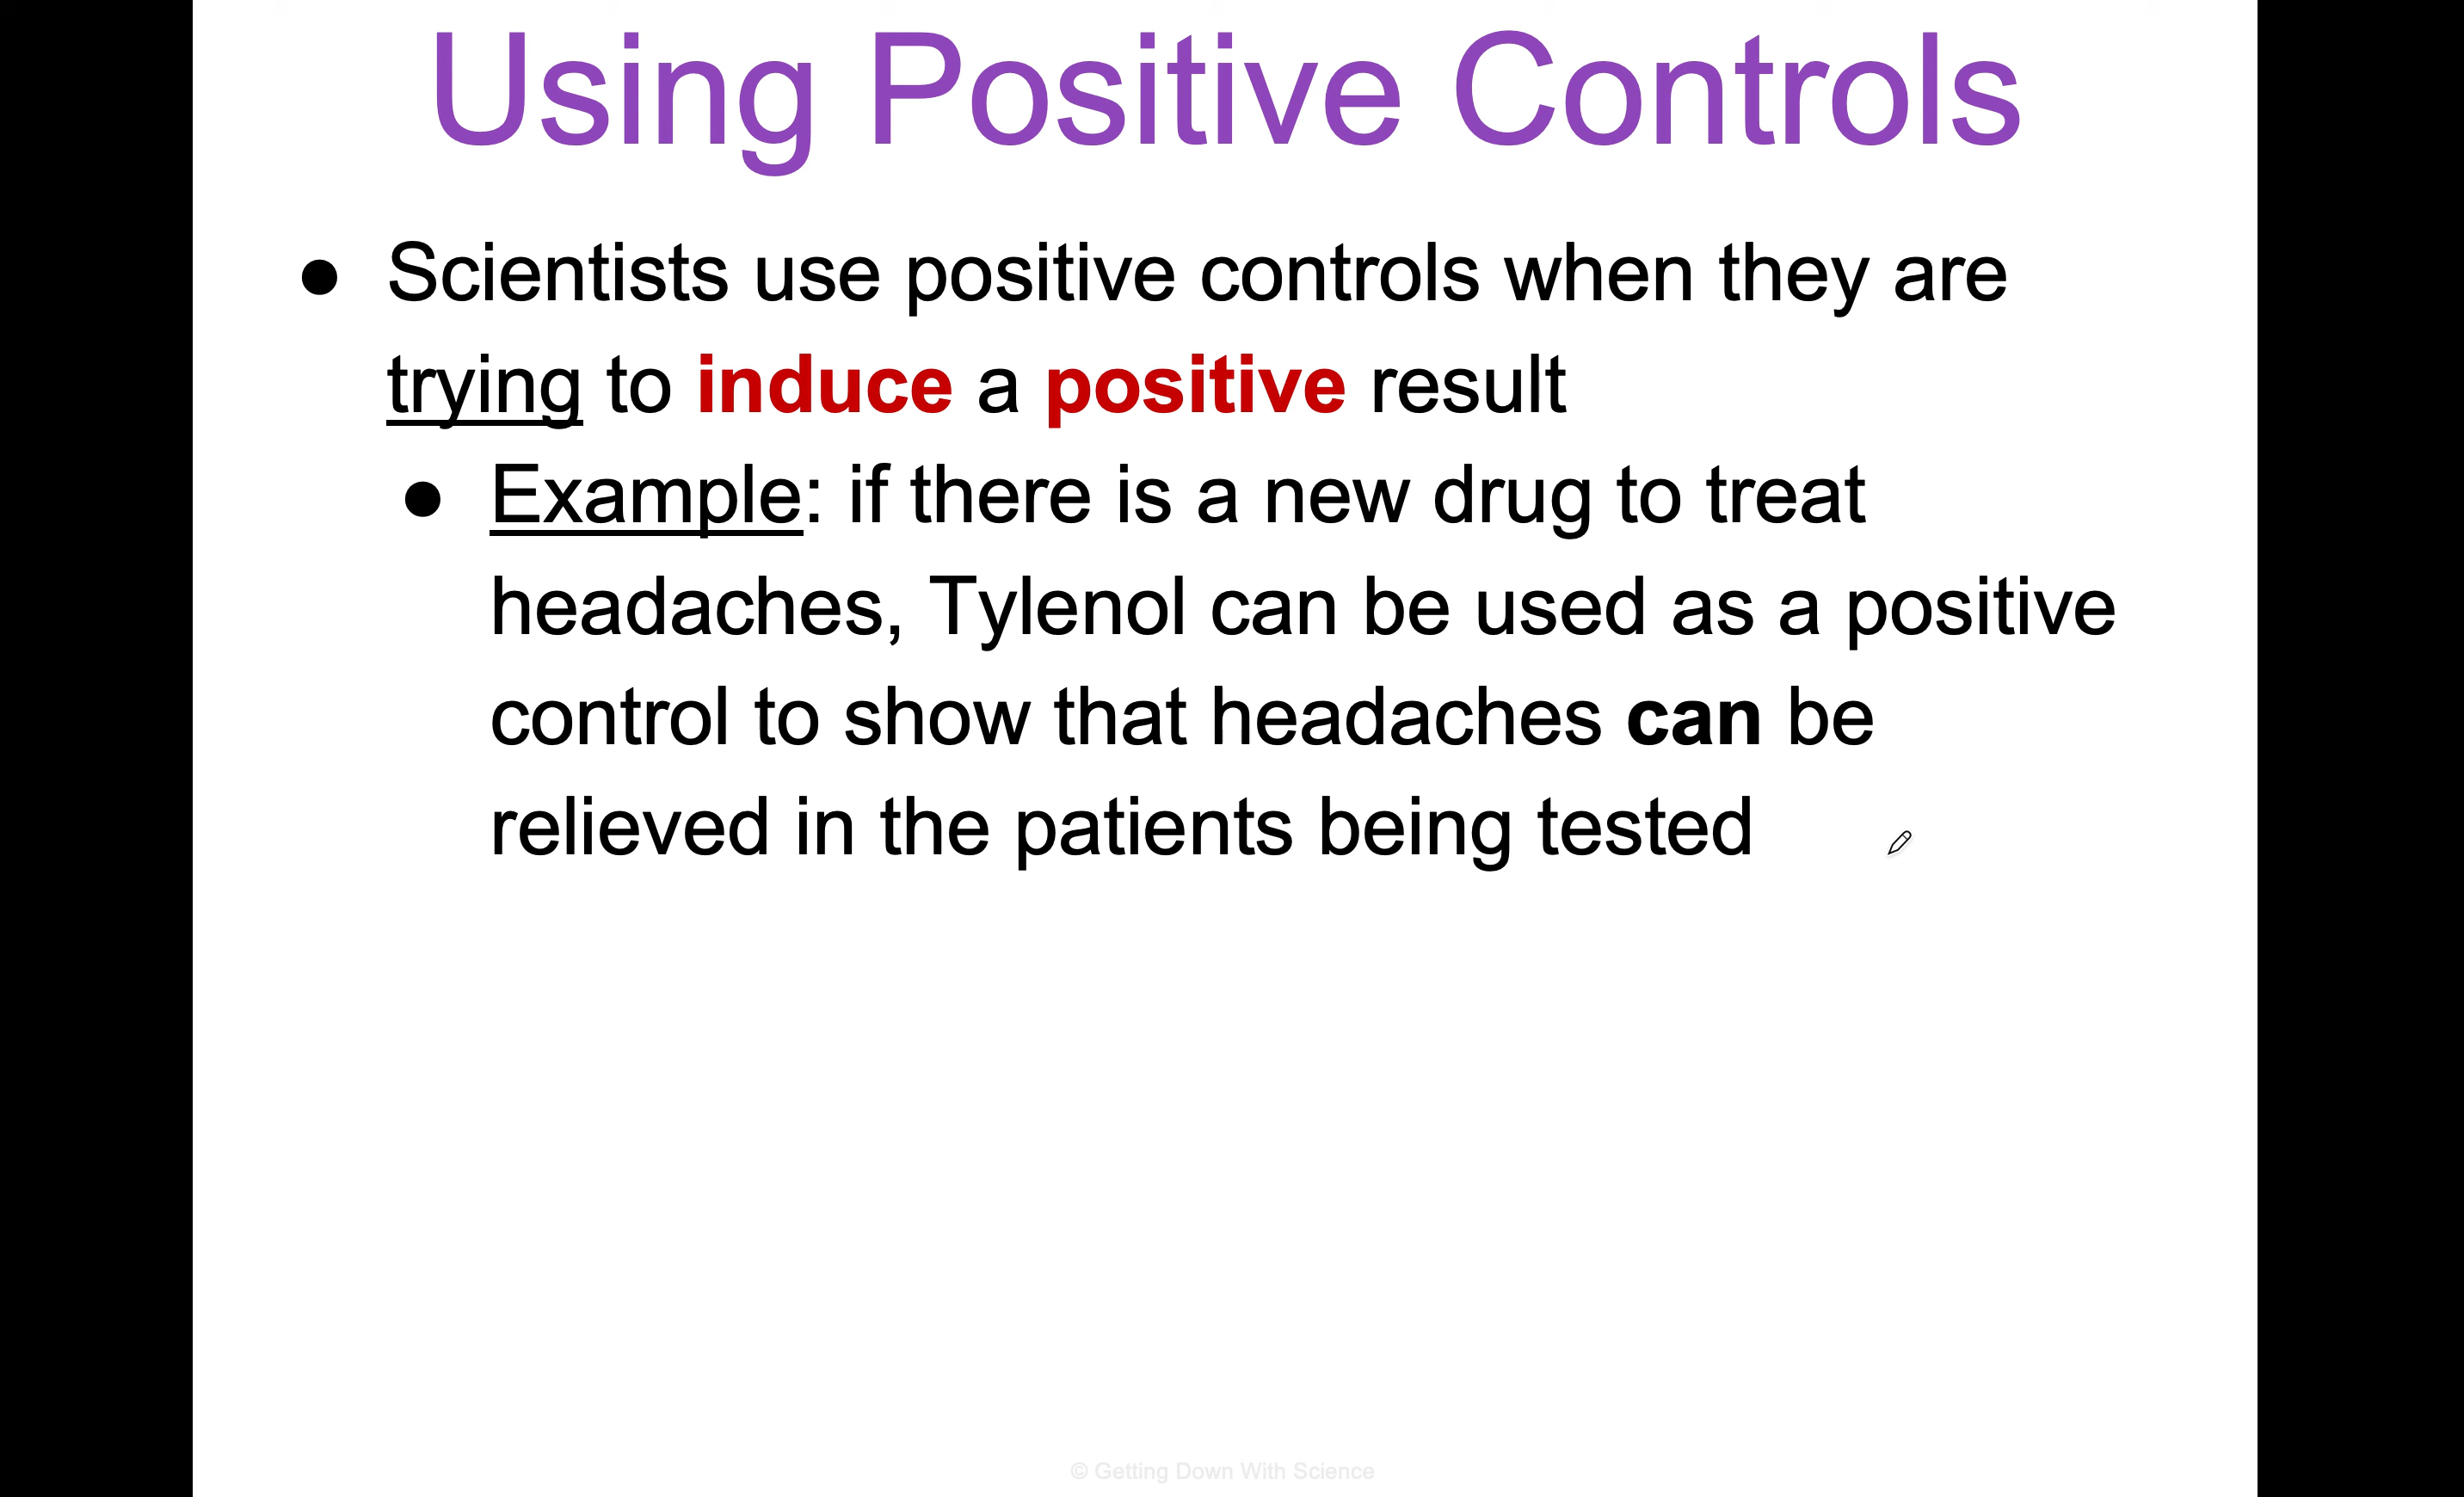 Using Positive Controls
● Scientists use positive controls when they are
trying to induce a positive result
● Example: if there is a new drug to treat
headaches, Tylenol can be used as a positive
control to show that headaches can be
relieved in the patients being tested
© Getting Down With Science